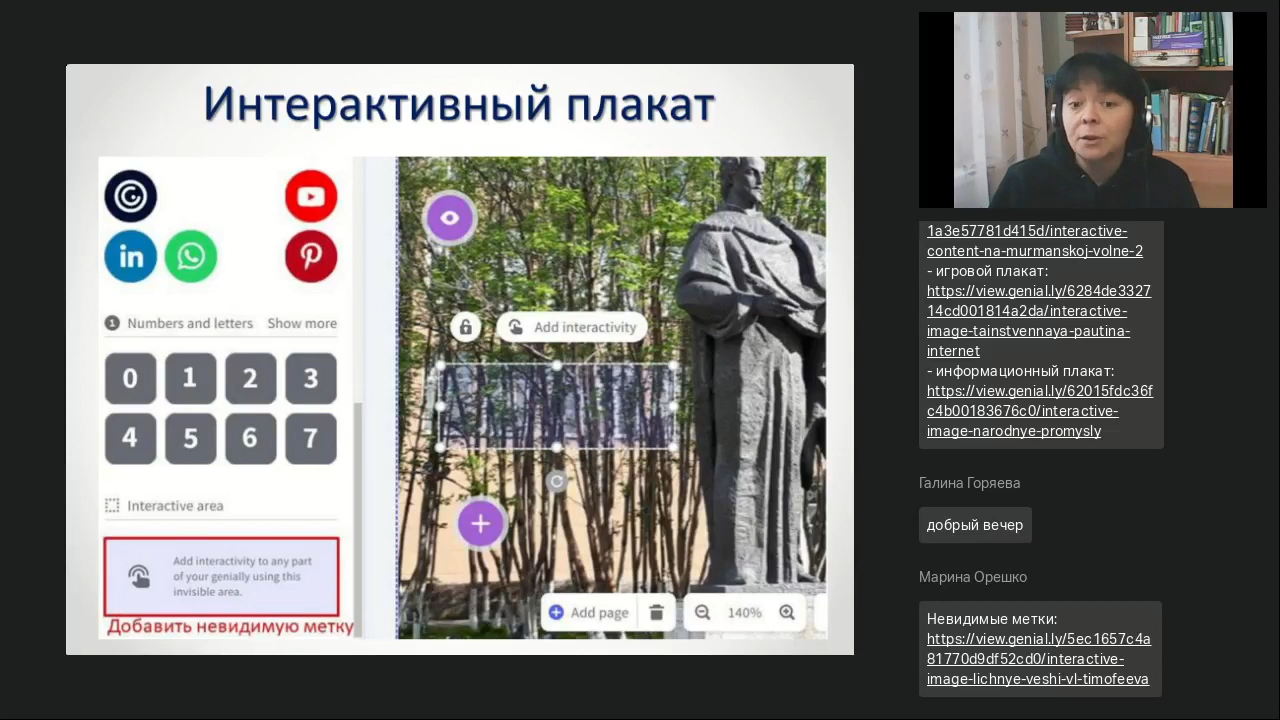 Интерактивный плакат
in
1 Numbers and letters Show more
0 1 2 3
4 5 6 7
Interactive area
Add interactivity to any part
of your genially using this
invisible area.
Добавить невидимую метку
Add interactivity
Add page
140%
1a3e57781d415d/interactive-
content-na-murmanskoj-volne-2
- игровой плакат:
https://view.genial.ly/6284de3327
14cd001814a2da/interactive-
image-tainstvennaya-pautina-
internet
- информационный плакат:
https://view.genial.ly/62015fdc36f
c4b00183676c0/interactive-
image-narodnye-promysly
Галина Горяева
добрый вечер
Марина Орешко
Невидимые метки:
https://view.genial.ly/5ec1657c4a
81770d9df52cd0/interactive-
image-lichnye-veshi-vl-timofeeva